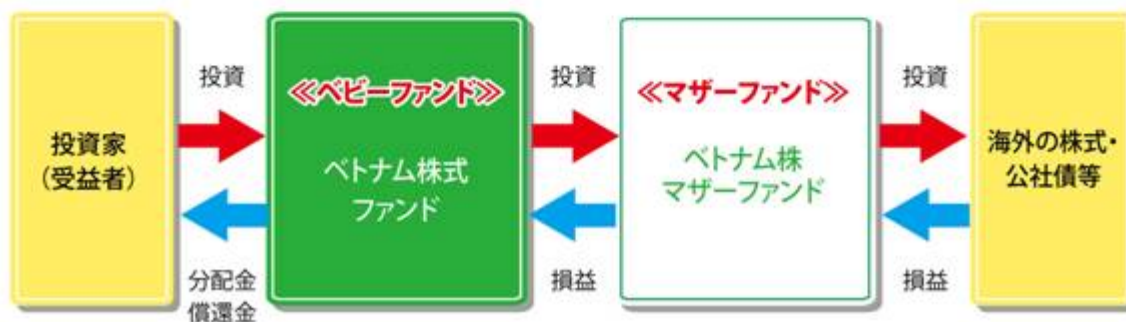 投資家
（受益者）
投資
分配金
償還金
≪ベビーファンド≫
ベトナム株式
ファンド
投資
損益
≪マザーファンド≫
ベトナム株
マザーファンド
投資
損益
海外の株式・
公社債等